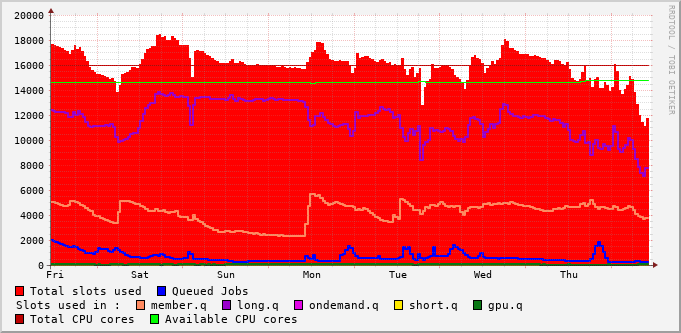 20000
18000
16000
14000
12000
10000
8000
6000
4000
2000
0
Fri Sat Sun Mon Tue Wed Thu
RRDTOOL / TOBI OETIKER
Total slots used Queued Jobs
Slots used in : member.q long.q ondemand.q short.q gpu.q
Total CPU cores Available CPU cores